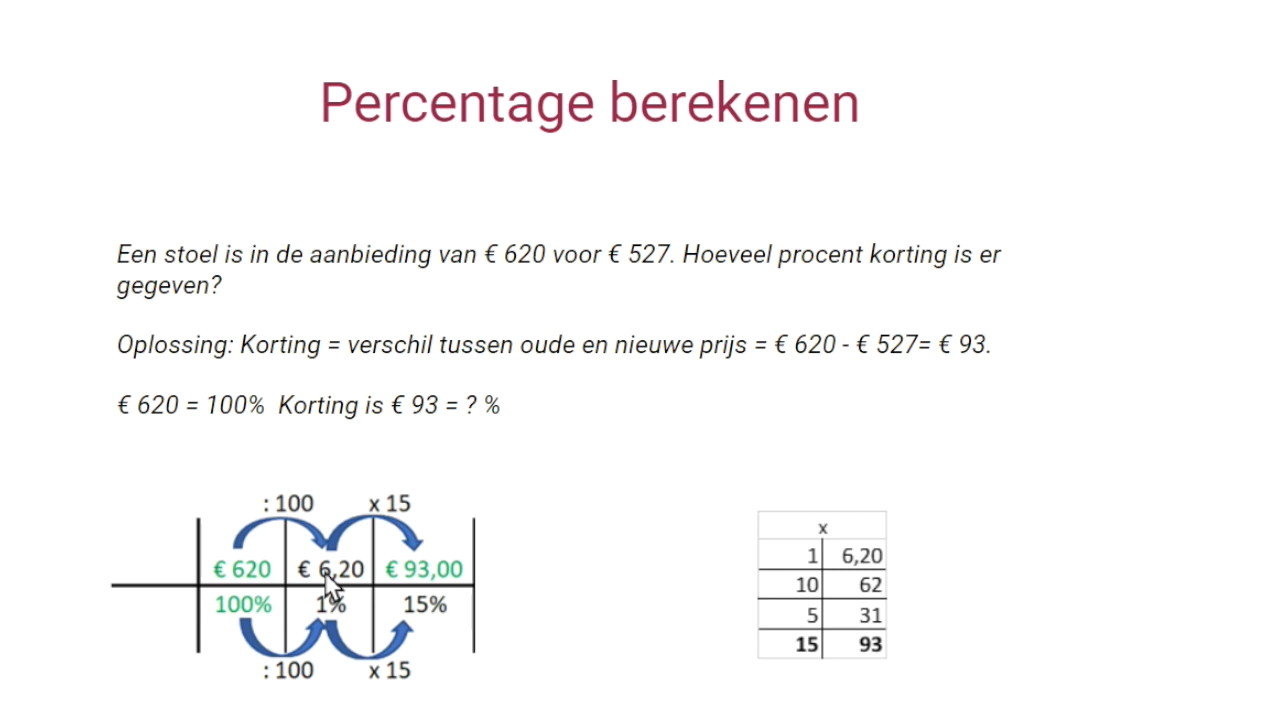 Percentage berekenen
Een stoel is in de aanbieding van € 620 voor € 527. Hoeveel procent korting is er
gegeven?
Oplossing: Korting = verschil tussen oude en nieuwe prijs = € 620 - € 527= € 93.
€ 620 = 100% Korting is € 93 = ? %
: 100 x 15
€ 620 € 6,20 € 93,00
100% 1% 15%
: 100 x 15
x
1 6,20
10 62
5 31
15 93